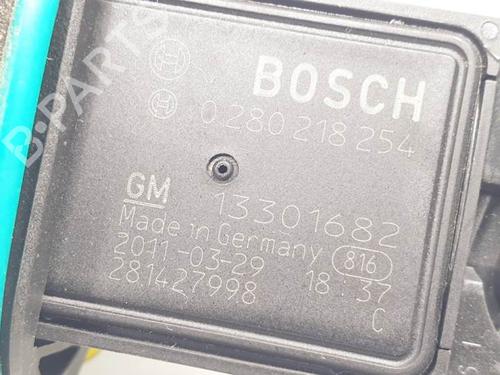 BOSCH
0 280 218 254
GM 13301682
Made in Germany 816
2011-03-29 18 37
281427998 C
B-PARTS